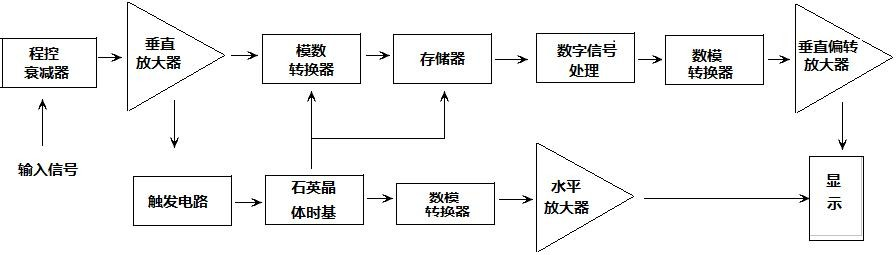 程控
衰减器
垂直
放大器
模数
转换器
存储器
数字信号
处理
数模
转换器
垂直偏转
放大器
输入信号
触发电路
石英晶
体时基
数模
转换器
水平
放大器
显
示